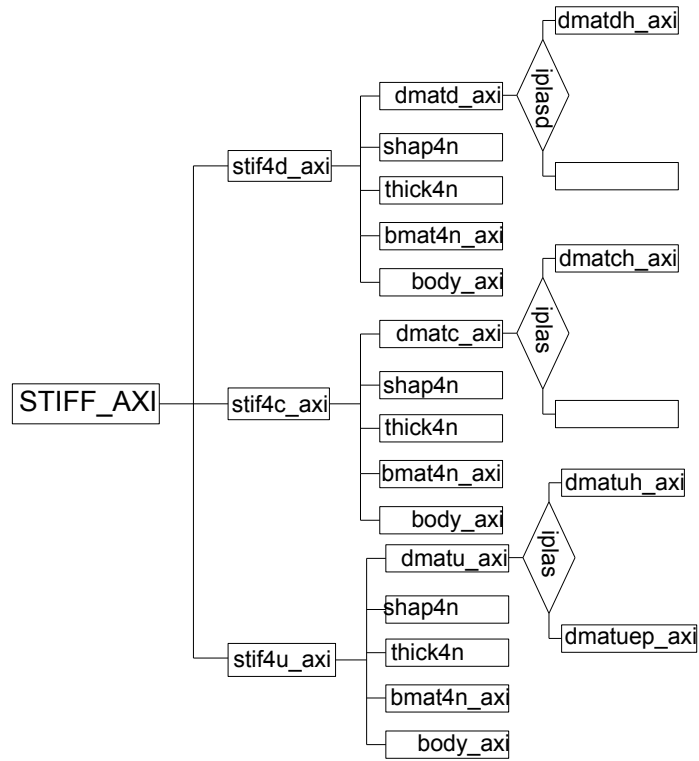 STIFF_AXI
stif4d_axi
dmatd_axi
iplasd
dmatdh_axi
shap4n
thick4n
bmat4n_axi
body_axi
stif4c_axi
dmatc_axi
iplas
dmatch_axi
shap4n
thick4n
bmat4n_axi
body_axi
stif4u_axi
dmatu_axi
iplas
dmatuh_axi
dmatuep_axi
shap4n
thick4n
bmat4n_axi
body_axi